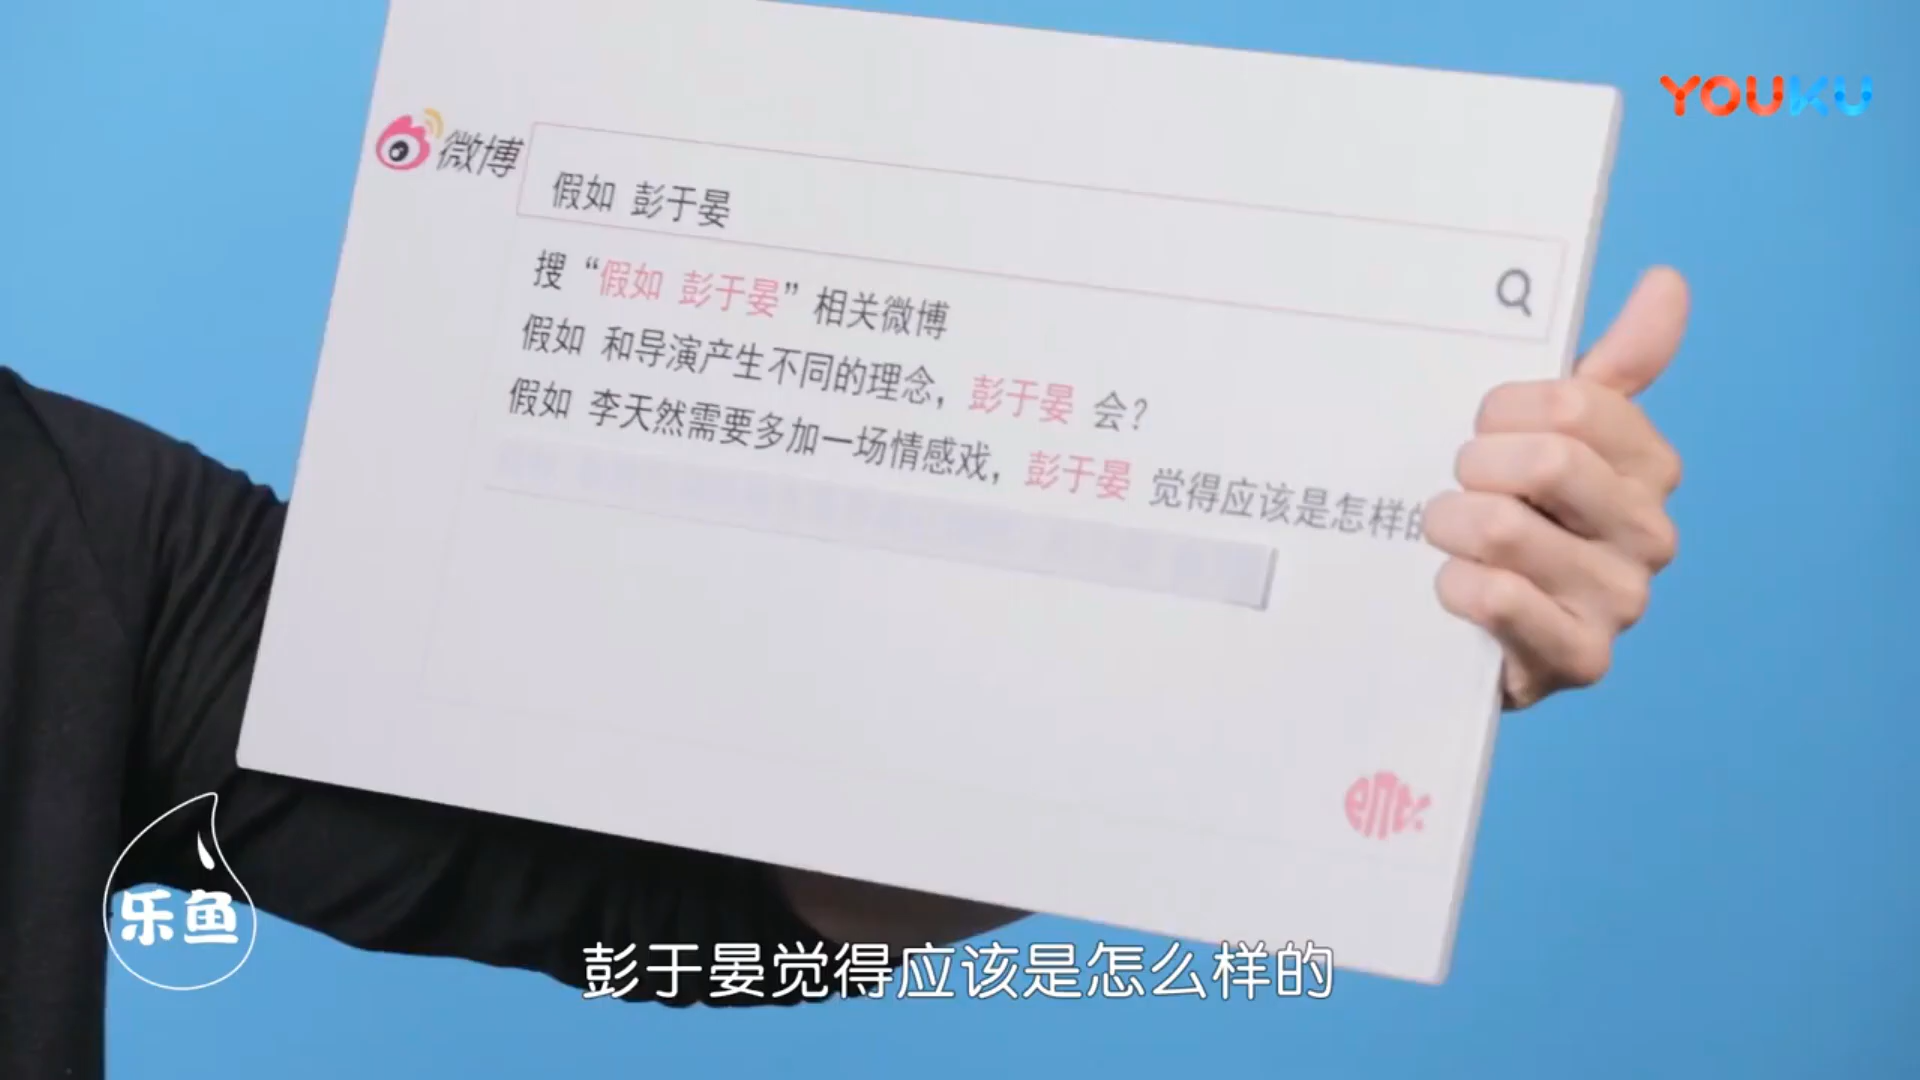 YOUKU
微博
假如 彭于晏
搜“假如 彭于晏”相关微博
假如 和导演产生不同的理念，彭于晏 会？
假如 李天然需要多加一场情感戏，彭于晏 觉得应该是怎样的
乐鱼
彭于晏觉得应该是怎么样的